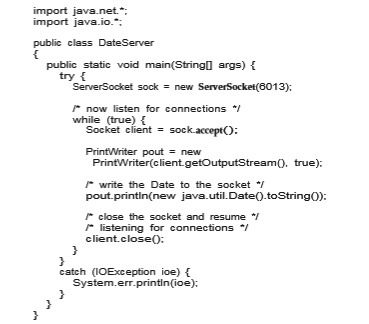 import java.net.*;
import java.io.*;
public class DateServer
{
public static void main(String[] args) {
try {
ServerSocket sock = new ServerSocket(6013);
/* now listen for connections */
while (true) {
Socket client = sock.accept();
PrintWriter pout = new
PrintWriter(client.getOutputStream(), true);
/* write the Date to the socket */
pout.println(new java.util.Date().toString());
/* close the socket and resume */
/* listening for connections */
client.close();
}
}
catch (IOException ioe) {
System.err.println(ioe);
}
}
}